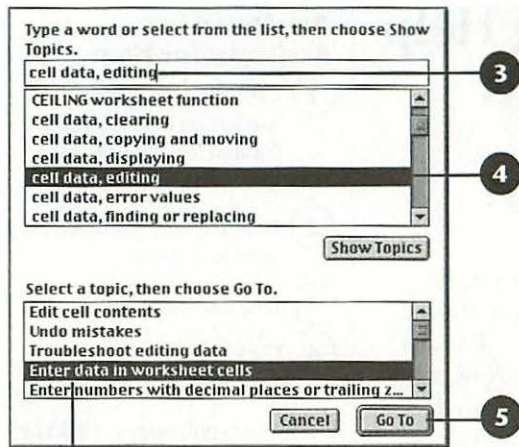 Type a word or select from the list, then choose Show
Topics.
cell data, editing
3
CEILING worksheet function
cell data, clearing
cell data, copying and moving
cell data, displaying
cell data, editing
4
cell data, error values
cell data, finding or replacing
Show Topics
Select a topic, then choose Go To.
Edit cell contents
Undo mistakes
Troubleshoot editing data
Enter data in worksheet cells
Enter numbers with decimal places or trailing z...
Cancel
Go To
5